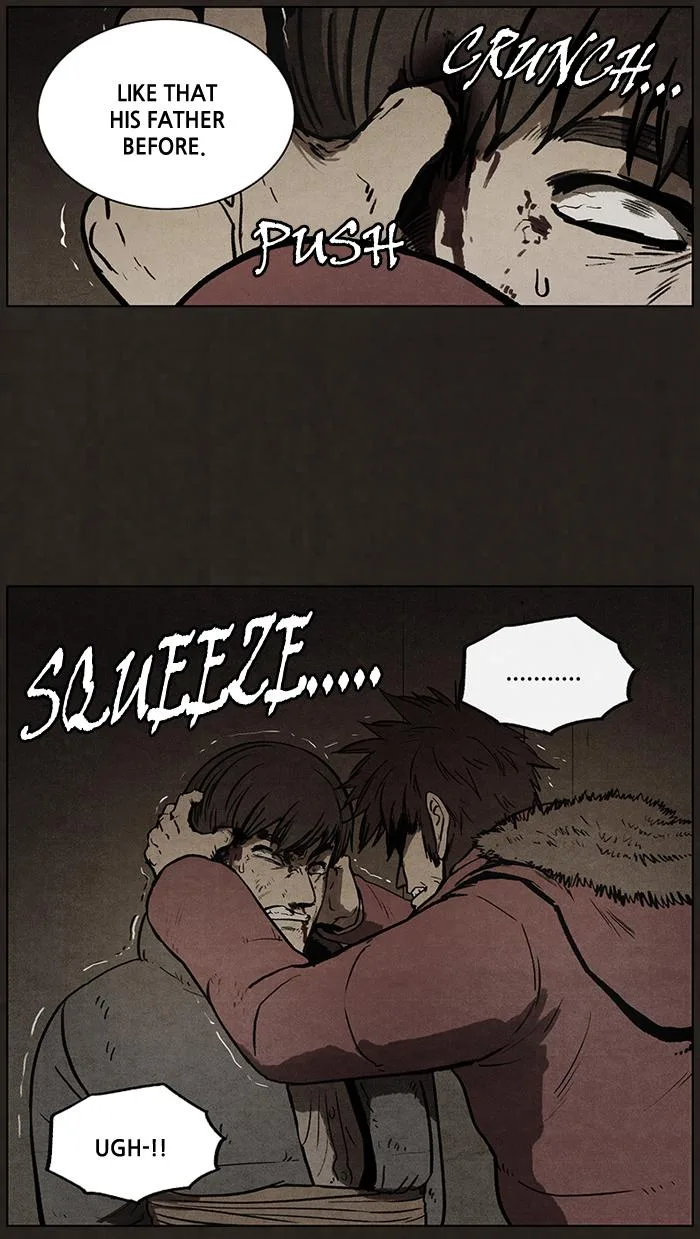 LIKE THAT
HIS FATHER
BEFORE.
CRUNCH...
PUSH
SQUEEZE.....
...........
UGH-!!